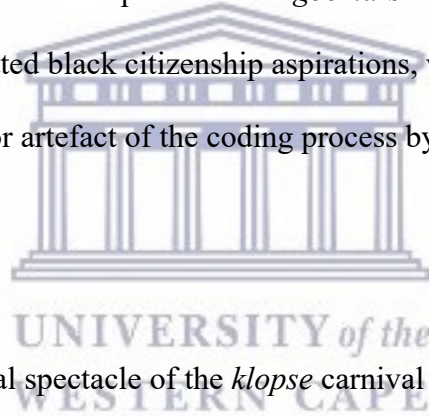 ted black citizenship aspirations,
or artefact of the coding process by
UNIVERSITY of the
al spectacle of the klopse carnival
WESTERN CAPE